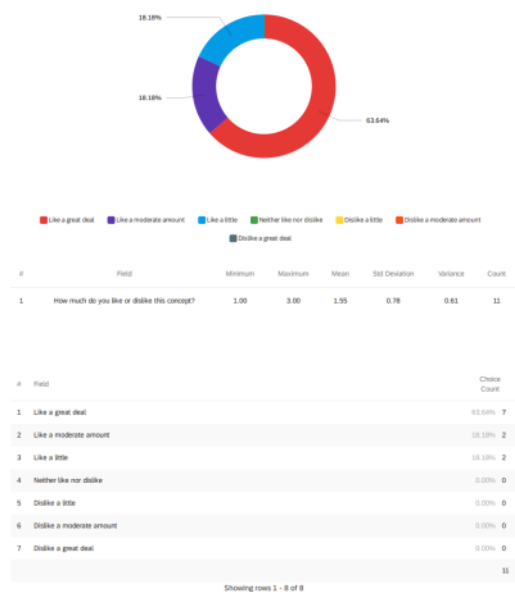 18.18%
18.18%
63.64%
Like a great deal Like a moderate amount Like a little Neither like nor dislike Dislike a little Dislike a moderate amount
Dislike a great deal
# Field Minimum Maximum Mean Std Deviation Variance Count
1 How much do you like or dislike this concept? 1.00 3.00 1.55 0.78 0.61 11
# Field Choice Count
1 Like a great deal 63.64% 7
2 Like a moderate amount 18.18% 2
3 Like a little 18.18% 2
4 Neither like nor dislike 0.00% 0
5 Dislike a little 0.00% 0
6 Dislike a moderate amount 0.00% 0
7 Dislike a great deal 0.00% 0
11
Showing rows 1 - 8 of 8